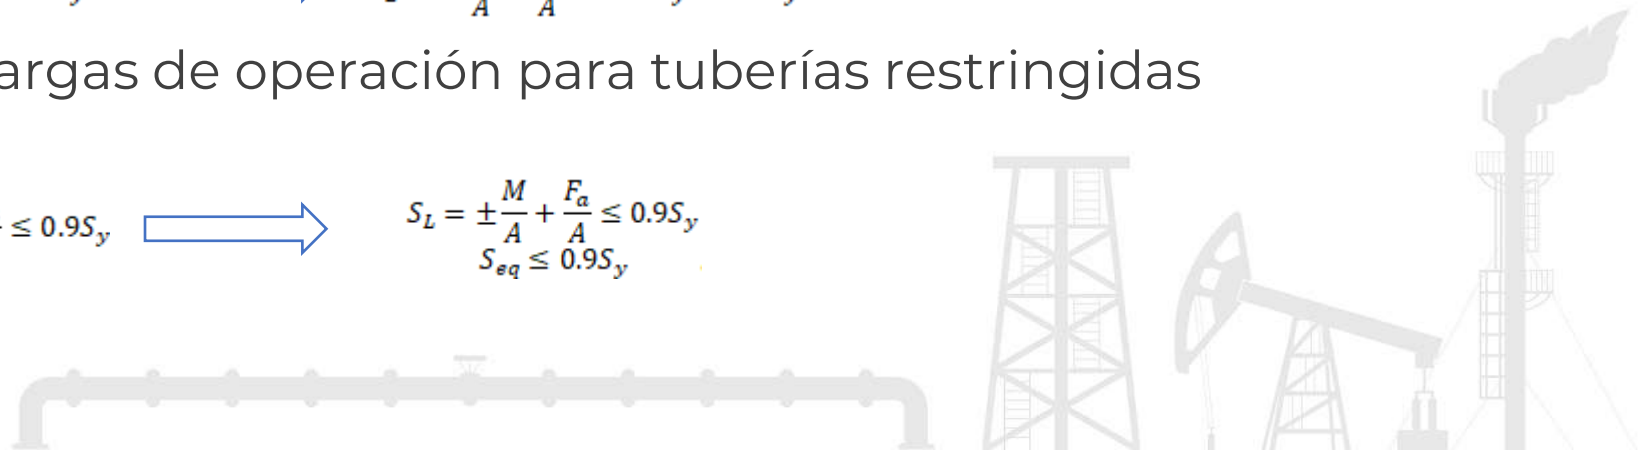 A A
argas de operación para tuberías restringidas
≤ 0.9S_y
S_L = ± M/A + F_a/A ≤ 0.9S_y
S_eq ≤ 0.9S_y